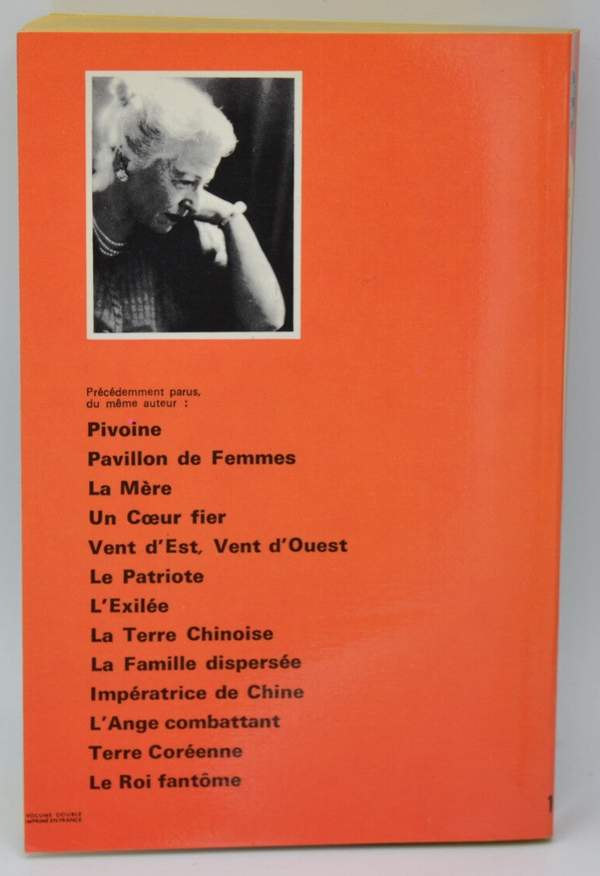 Précédemment parus,
du même auteur :
Pivoine
Pavillon de Femmes
La Mère
Un Cœur fier
Vent d'Est, Vent d'Ouest
Le Patriote
L'Exilée
La Terre Chinoise
La Famille dispersée
Impératrice de Chine
L'Ange combattant
Terre Coréenne
Le Roi fantôme
VOLUME DOUBLE
IMPRIMÉ EN FRANCE
1